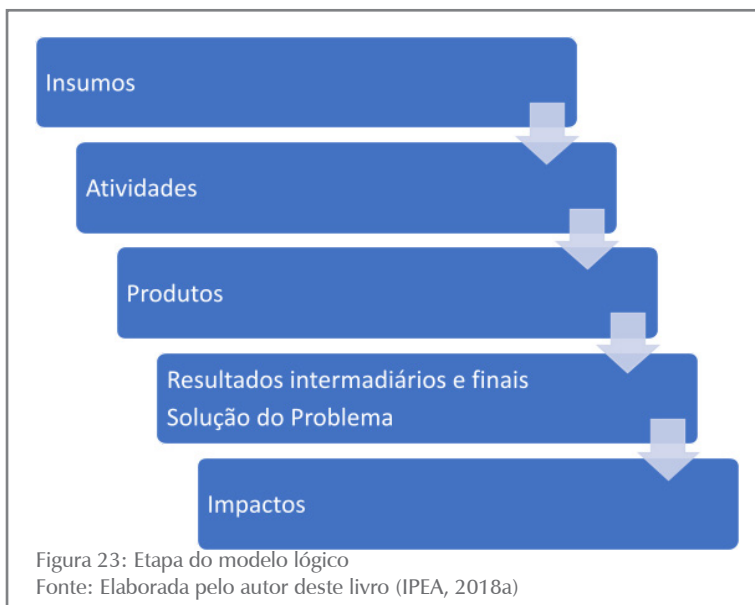 Insumos
Atividades
Produtos
Resultados intermadiários e finais
Solução do Problema
Impactos
Figura 23: Etapa do modelo lógico
Fonte: Elaborada pelo autor deste livro (IPEA, 2018a)